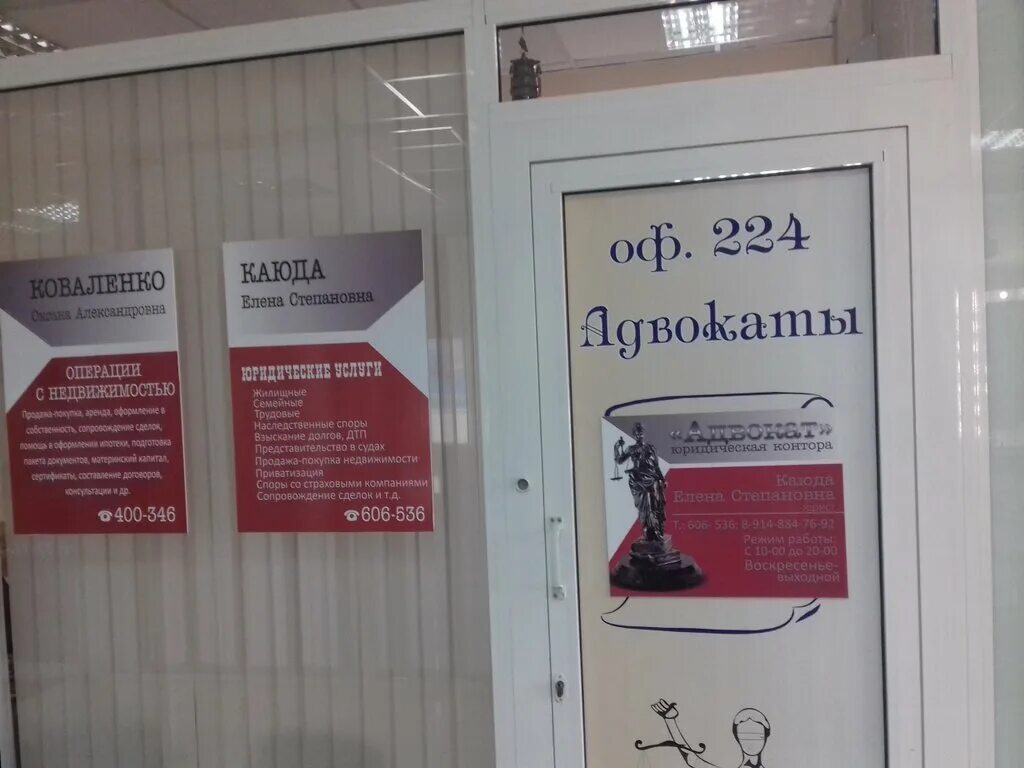 КОВАЛЕНКО
Оксана Александровна
ОПЕРАЦИИ
С НЕДВИЖИМОСТЬЮ
Продажа-покупка, аренда, оформление в
собственность, сопровождение сделок,
помощь в оформлении ипотеки, подготовка
пакета документов, материнский капитал,
сертификаты, составление договоров,
консультации и др.
☎400-346
КАЮДА
Елена Степановна
ЮРИДИЧЕСКИЕ УСЛУГИ
Жилищные
Семейные
Трудовые
Наследственные споры
Взыскание долгов, ДТП
Представительство в судах
Продажа-покупка недвижимости
Приватизация
Споры со страховыми компаниями
Сопровождение сделок и т.д.
☎606-536
оф. 224
Адвокаты
«Адвокат»
юридическая контора
Каюда
Елена Степановна
юрист
Т.: 606- 536; 8-914-884-76-92
Режим работы:
С 10-00 до 20-00
Воскресенье-
выходной